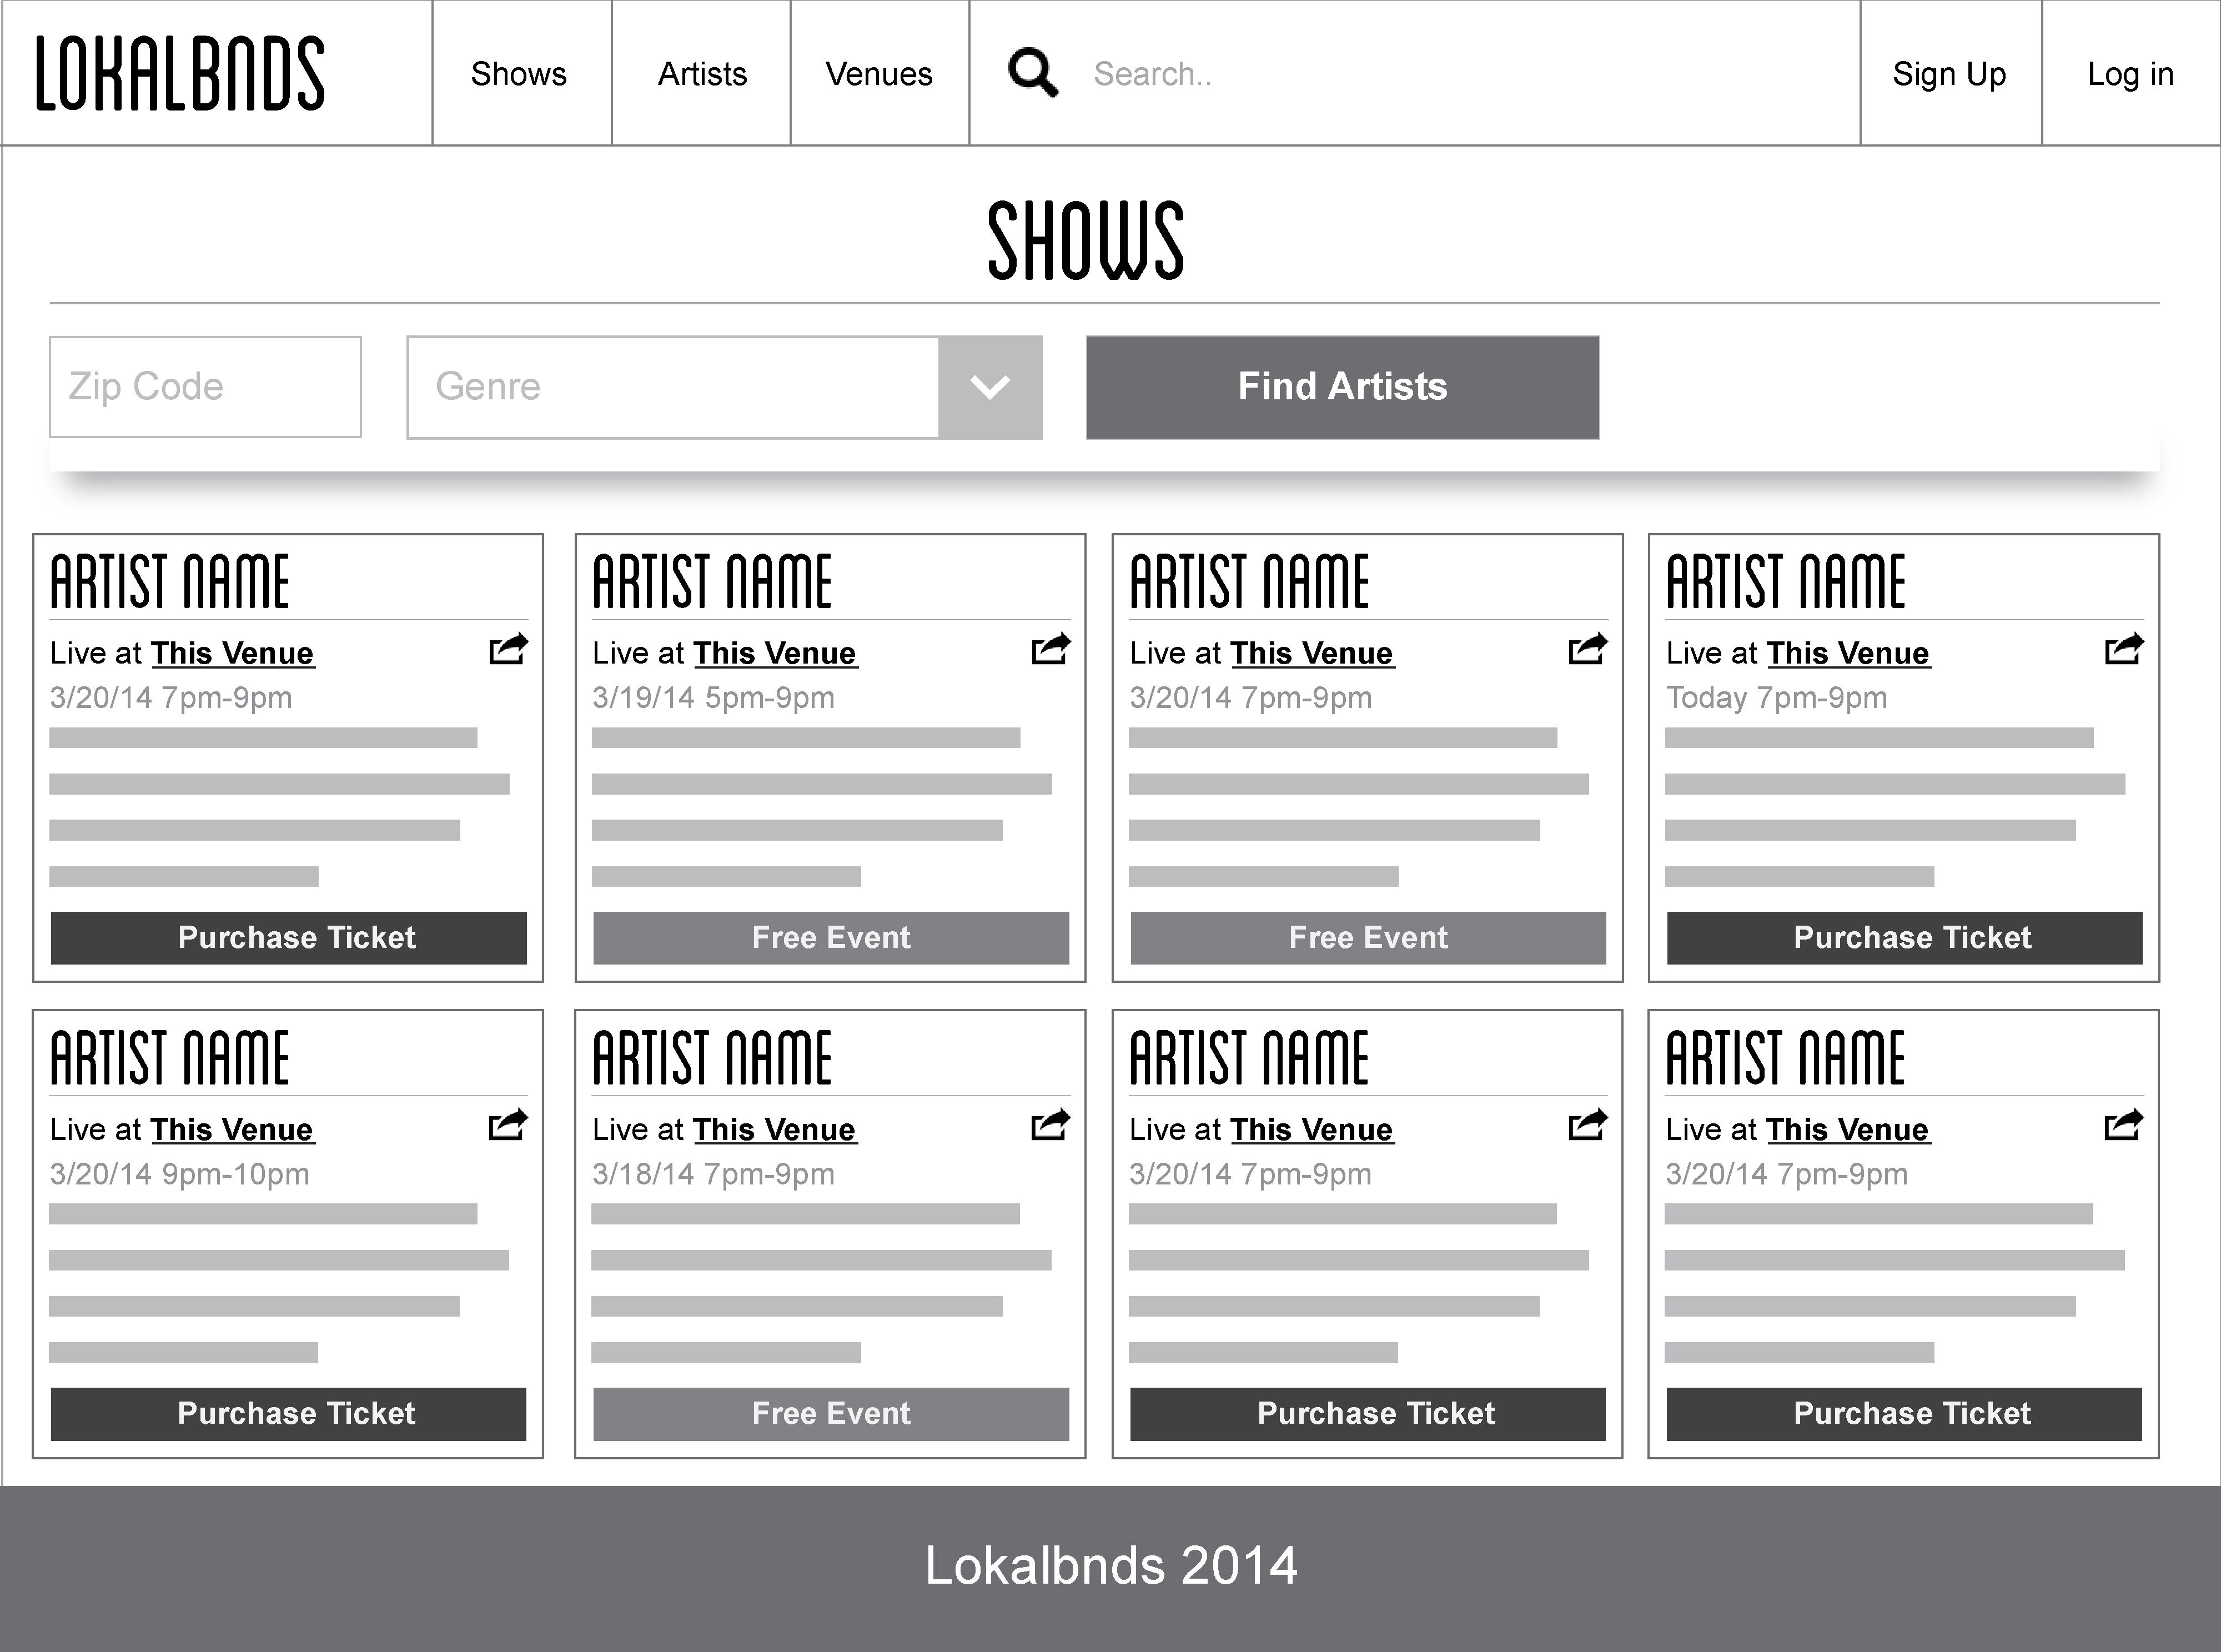 LOKALBNDS
Shows
Artists
Venues
Search..
Sign Up
Log in
SHOWS
Zip Code
Genre
Find Artists
ARTIST NAME
Live at This Venue
3/20/14 7pm-9pm
Purchase Ticket
ARTIST NAME
Live at This Venue
3/19/14 5pm-9pm
Free Event
ARTIST NAME
Live at This Venue
3/20/14 7pm-9pm
Free Event
ARTIST NAME
Live at This Venue
Today 7pm-9pm
Purchase Ticket
ARTIST NAME
Live at This Venue
3/20/14 9pm-10pm
Purchase Ticket
ARTIST NAME
Live at This Venue
3/18/14 7pm-9pm
Free Event
ARTIST NAME
Live at This Venue
3/20/14 7pm-9pm
Purchase Ticket
ARTIST NAME
Live at This Venue
3/20/14 7pm-9pm
Purchase Ticket
Lokalbnds 2014